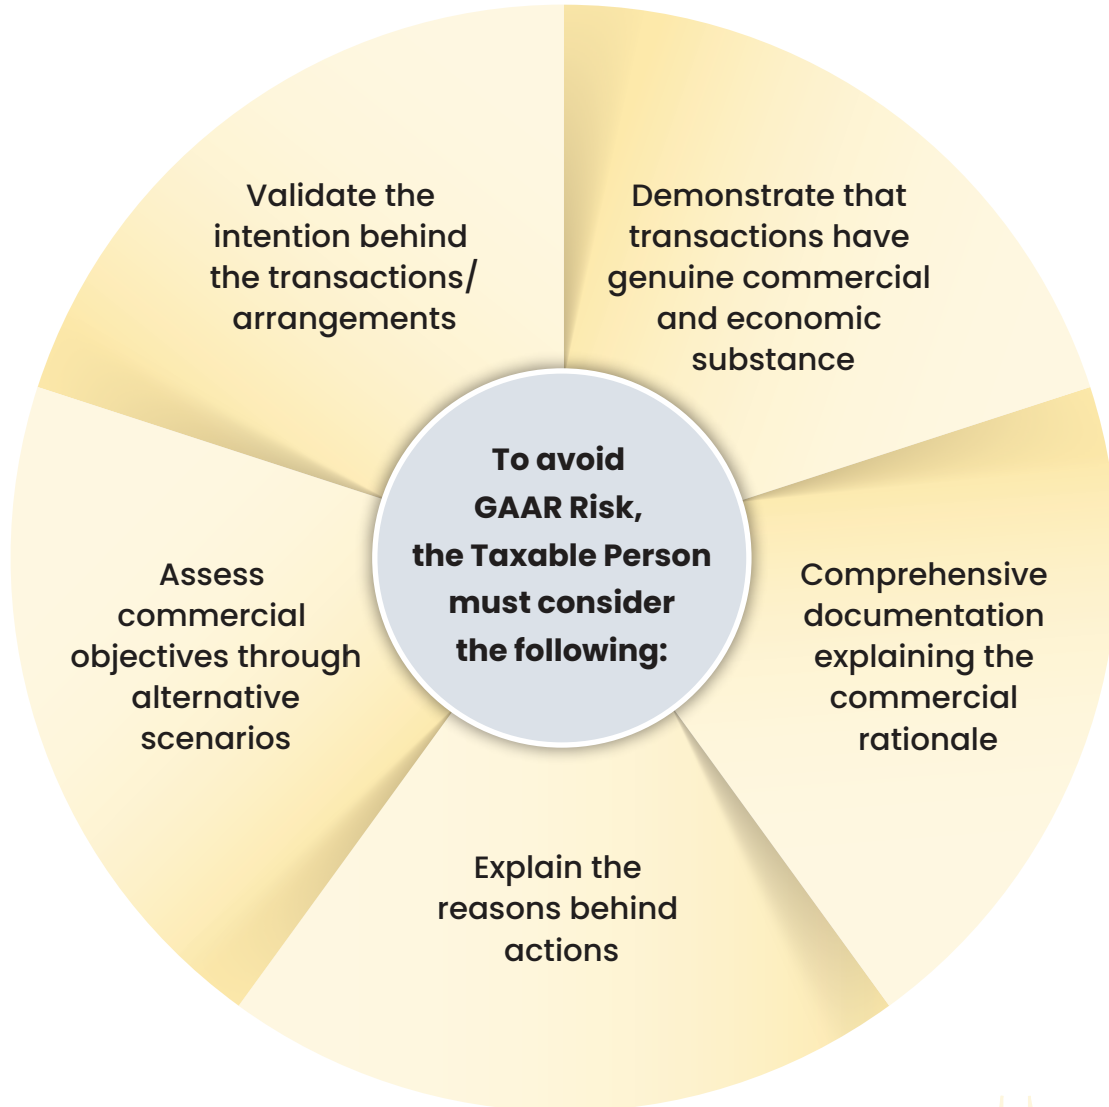 To avoid
GAAR Risk,
the Taxable Person
must consider
the following:
Demonstrate that
transactions have
genuine commercial
and economic
substance
Comprehensive
documentation
explaining the
commercial
rationale
Explain the
reasons behind
actions
Assess
commercial
objectives through
alternative
scenarios
Validate the
intention behind
the transactions/
arrangements